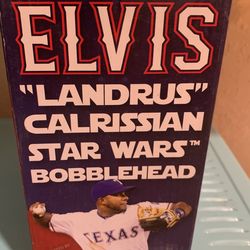 ELVIS
"LANDRUS"
CALRISSIAN
STAR WARS™
BOBBLEHEAD
TEXAS